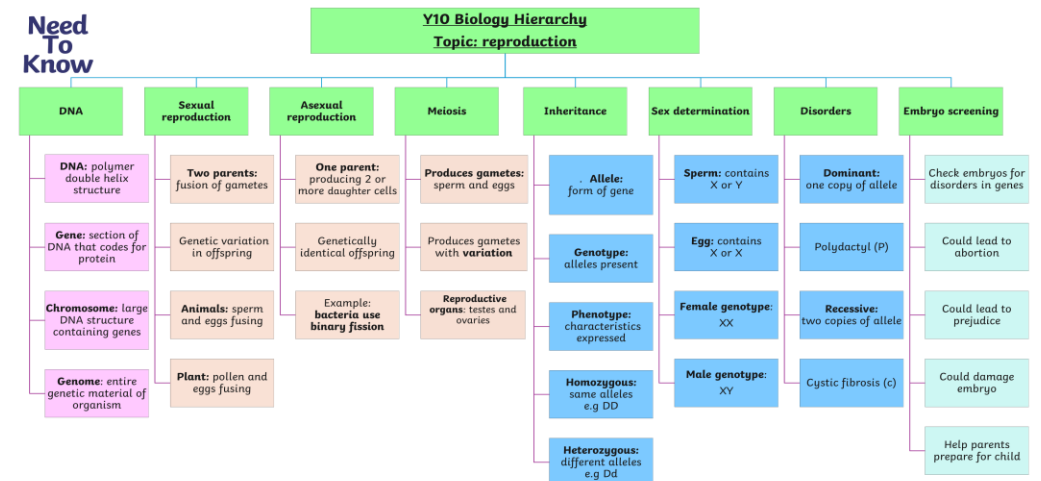 Need
To
Know
Y10 Biology Hierarchy
Topic: reproduction
DNA
DNA: polymer
double helix
structure
Gene: section of
DNA that codes for
protein
Chromosome: large
DNA structure
containing genes
Genome: entire
genetic material of
organism
Sexual
reproduction
Two parents:
fusion of gametes
Genetic variation
in offspring
Animals: sperm
and eggs fusing
Plant: pollen and
eggs fusing
Asexual
reproduction
One parent:
producing 2 or
more daughter cells
Genetically
identical offspring
Example:
bacteria use
binary fission
Meiosis
Produces gametes:
sperm and eggs
Produces gametes
with variation
Reproductive
organs: testes and
ovaries
Inheritance
. Allele:
form of gene
Genotype:
alleles present
Phenotype:
characteristics
expressed
Homozygous:
same alleles
e.g DD
Heterozygous:
different alleles
e.g Dd
Sex determination
Sperm: contains
X or Y
Egg: contains
X or X
Female genotype:
XX
Male genotype:
XY
Disorders
Dominant:
one copy of allele
Polydactyl (P)
Recessive:
two copies of allele
Cystic fibrosis (c)
Embryo screening
Check embryos for
disorders in genes
Could lead to
abortion
Could lead to
prejudice
Could damage
embryo
Help parents
prepare for child